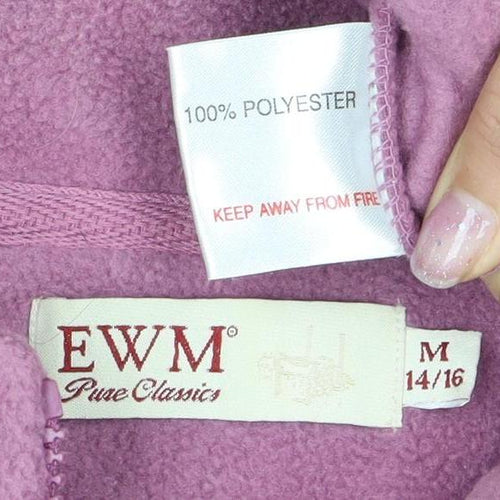 100% POLYESTER
KEEP AWAY FROM FIRE
EWM®
Pure Classics
M
14/16